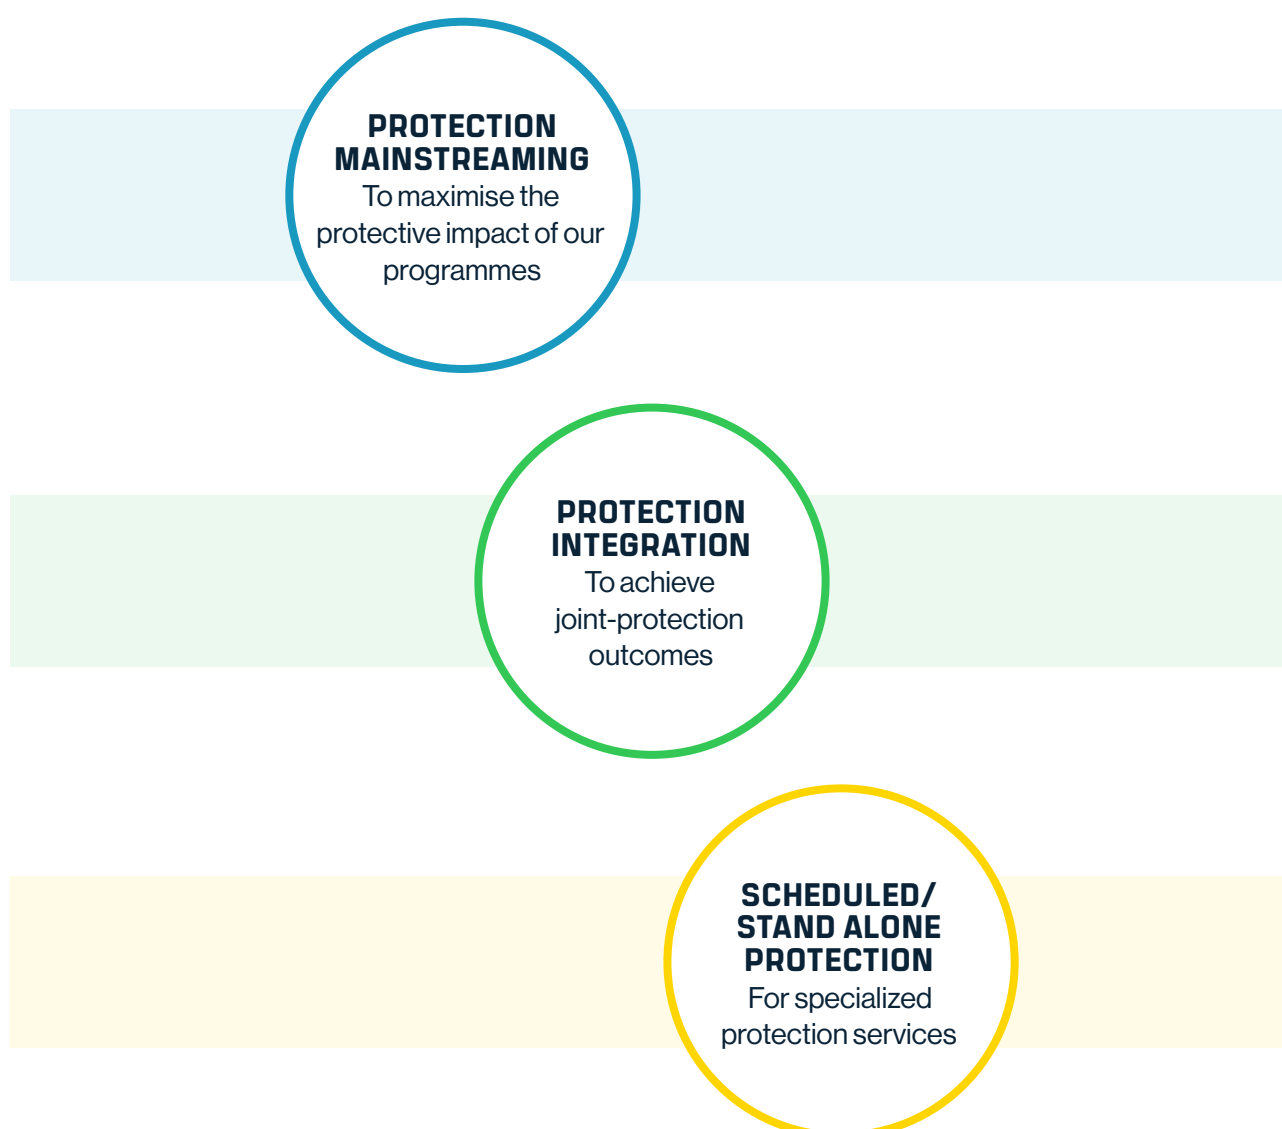 PROTECTION
MAINSTREAMING
To maximise the
protective impact of our
programmes
PROTECTION
INTEGRATION
To achieve
joint-protection
outcomes
SCHEDULED/
STAND ALONE
PROTECTION
For specialized
protection services